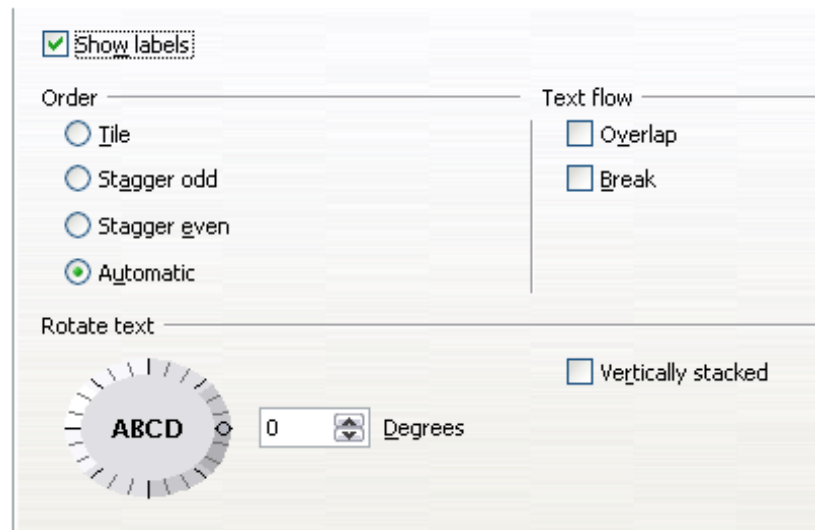 Show labels
Order
Text flow
Tile
Overlap
Stagger odd
Break
Stagger even
Automatic
Rotate text
Vertically stacked
ABCD
0
Degrees